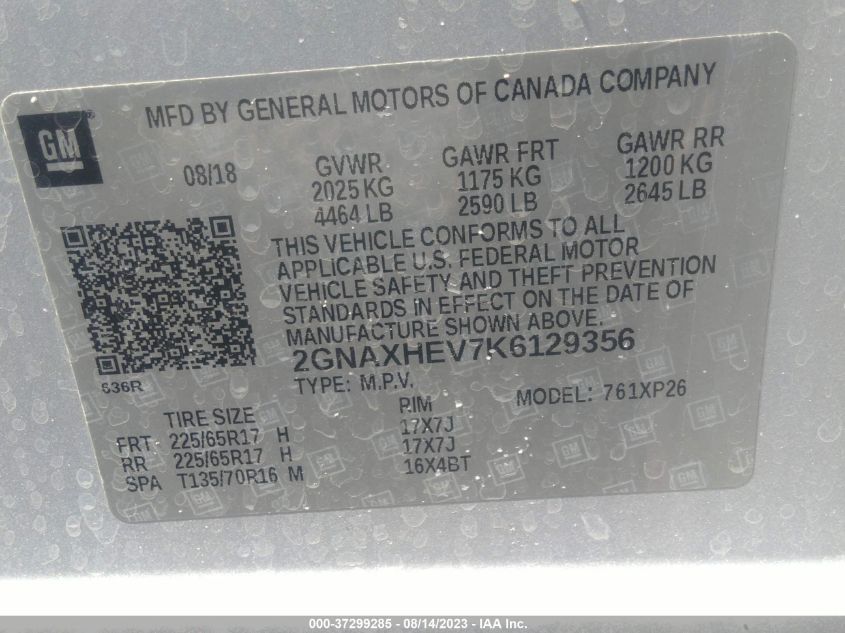 MFD BY GENERAL MOTORS OF CANADA COMPANY
GM
08/18
GVWR GAWR FRT GAWR RR
2025 KG 1175 KG 1200 KG
4464 LB 2590 LB 2645 LB
THIS VEHICLE CONFORMS TO ALL
APPLICABLE U.S. FEDERAL MOTOR
VEHICLE SAFETY AND THEFT PREVENTION
STANDARDS IN EFFECT ON THE DATE OF
MANUFACTURE SHOWN ABOVE.
2GNAXHEV7K6129356
636R
TYPE: M.P.V. MODEL: 761XP26
TIRE SIZE RIM
FRT 225/65R17 H 17X7J
RR 225/65R17 H 17X7J
SPA T135/70R16 M 16X4BT
000-37299285 - 08/14/2023 - IAA Inc.